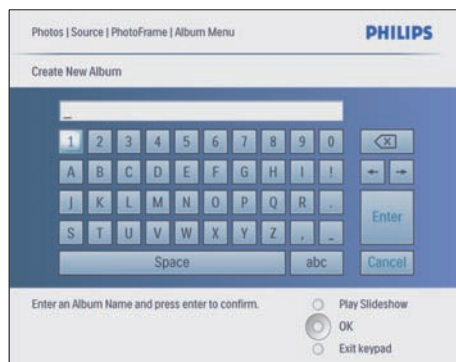 Photos | Source | PhotoFrame | Album Menu PHILIPS
Create New Album
_
1 2 3 4 5 6 7 8 9 0
A B C D E F G H I !
← →
J K L M N O P Q R .
Enter
S T U V W X Y Z , _
Space abc Cancel
Enter an Album Name and press enter to confirm.
Play Slideshow
OK
Exit keypad